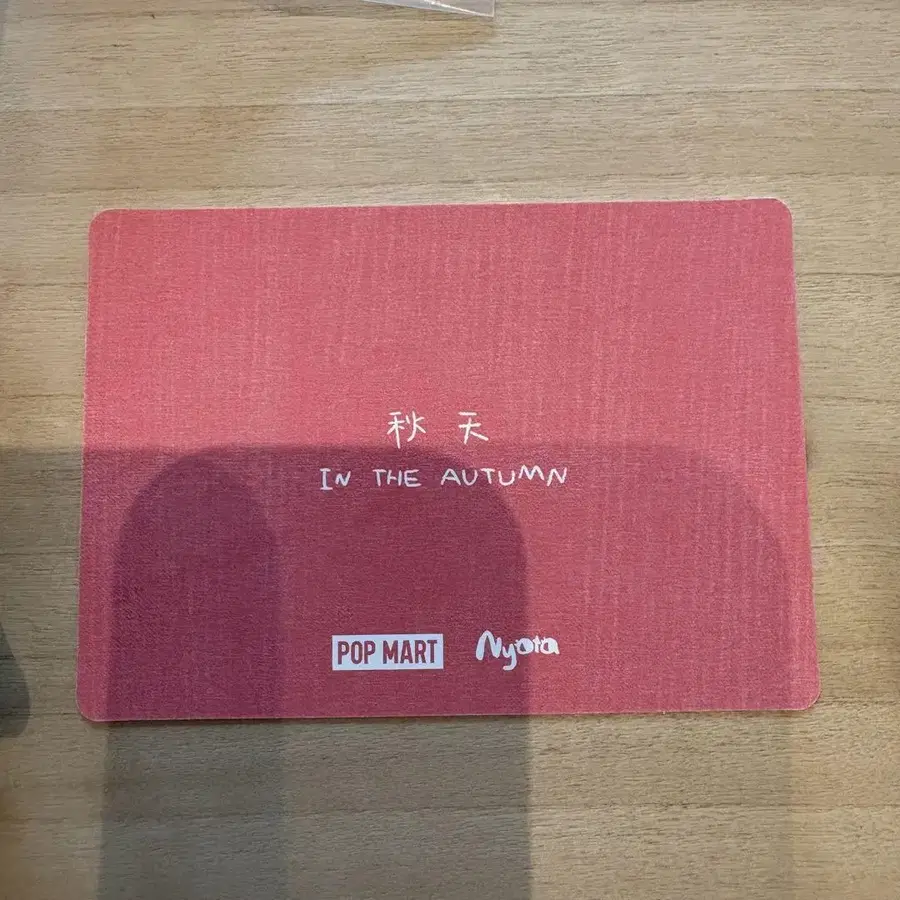 秋天
IN THE AUTUMN
POP MART Nyota